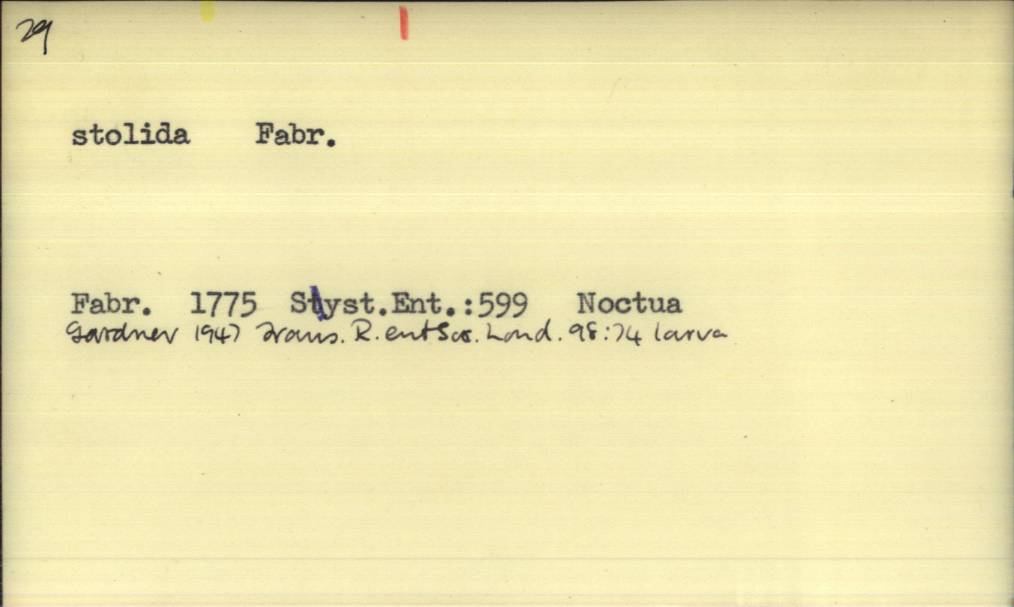 29
stolida Fabr.
Fabr. 1775 Syst.Ent.:599 Noctua
Gardner 1947 Trans. R. ent Soc. Lond. 98:74 larva